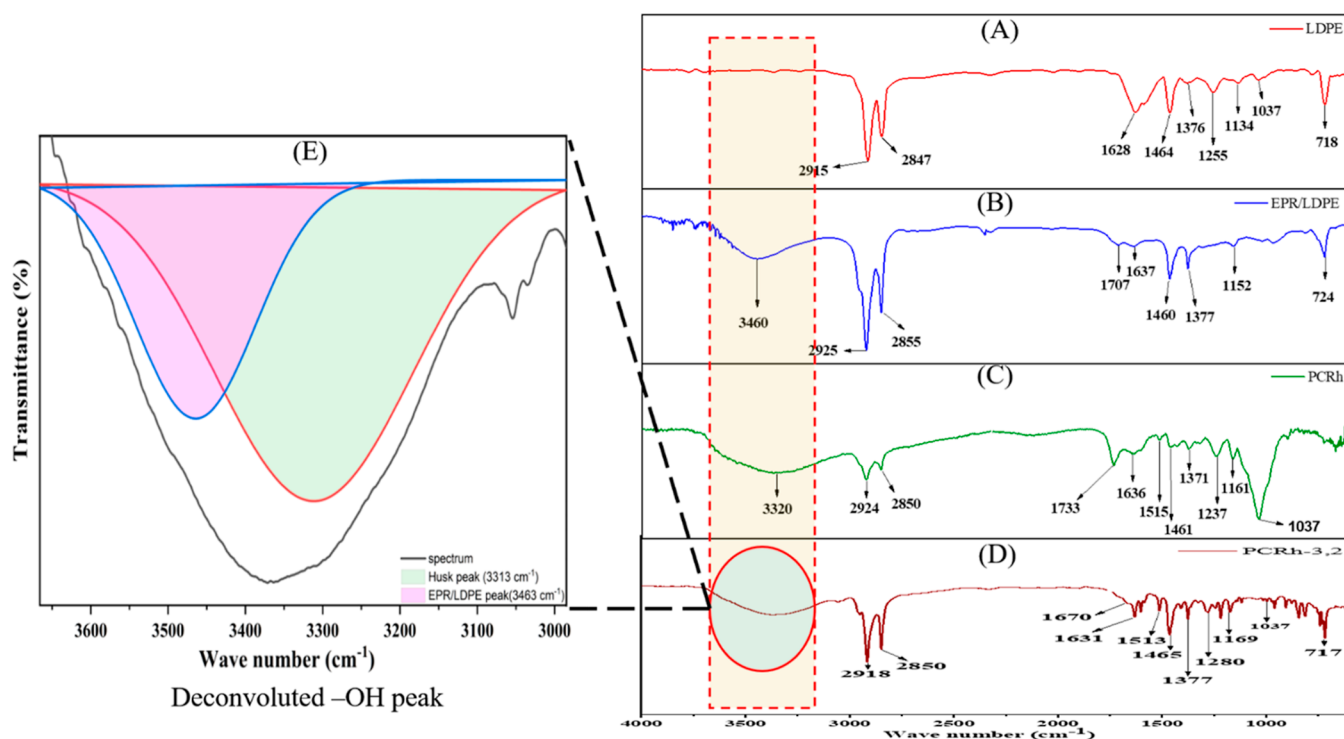 (E)
Transmittance (%)
spectrum
Husk peak (3313 cm⁻¹)
EPR/LDPE peak(3463 cm⁻¹)
3600 3500 3400 3300 3200 3100 3000
Wave number (cm⁻¹)
Deconvoluted –OH peak
(A)
LDPE
2915
2847
1628
1464
1376
1255
1134
1037
718
(B)
EPR/LDPE
3460
2925
2855
1707
1637
1460
1377
1152
724
(C)
PCRh
3320
2924
2850
1733
1636
1515
1461
1371
1237
1161
1037
(D)
PCRh-3,2
2918
2850
1670
1631
1513
1465
1377
1280
1169
1037
717
4000 3500 3000 2500 2000 1500 1000
Wave number (cm⁻¹)